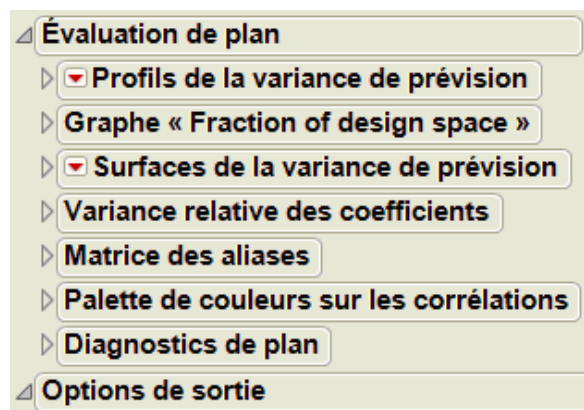 Évaluation de plan
Profils de la variance de prévision
Graphe « Fraction of design space »
Surfaces de la variance de prévision
Variance relative des coefficients
Matrice des aliases
Palette de couleurs sur les corrélations
Diagnostics de plan
Options de sortie